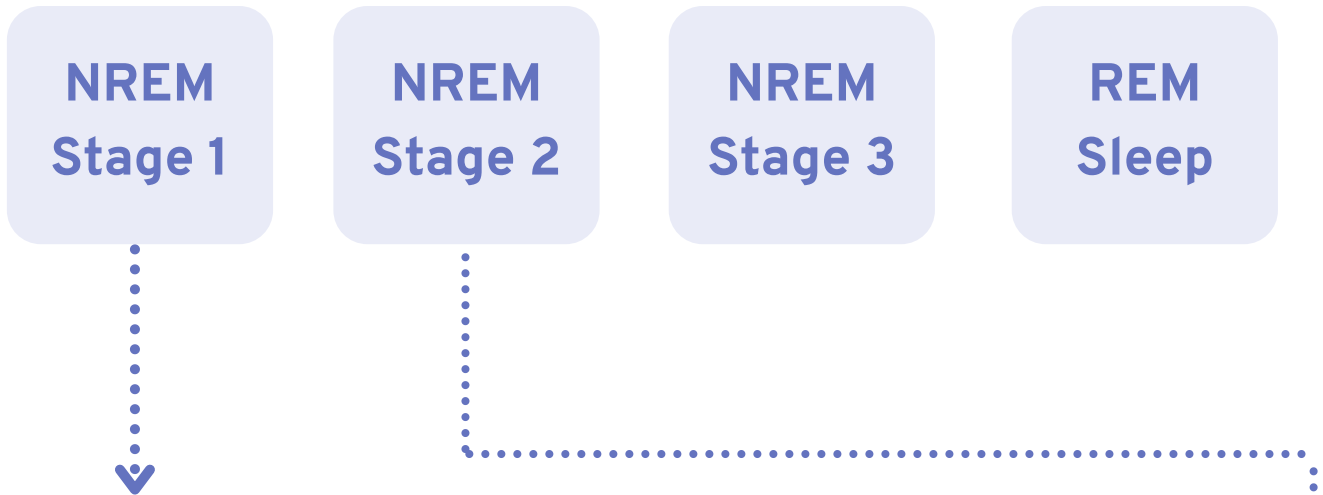 NREM
Stage 1
NREM
Stage 2
NREM
Stage 3
REM
Sleep